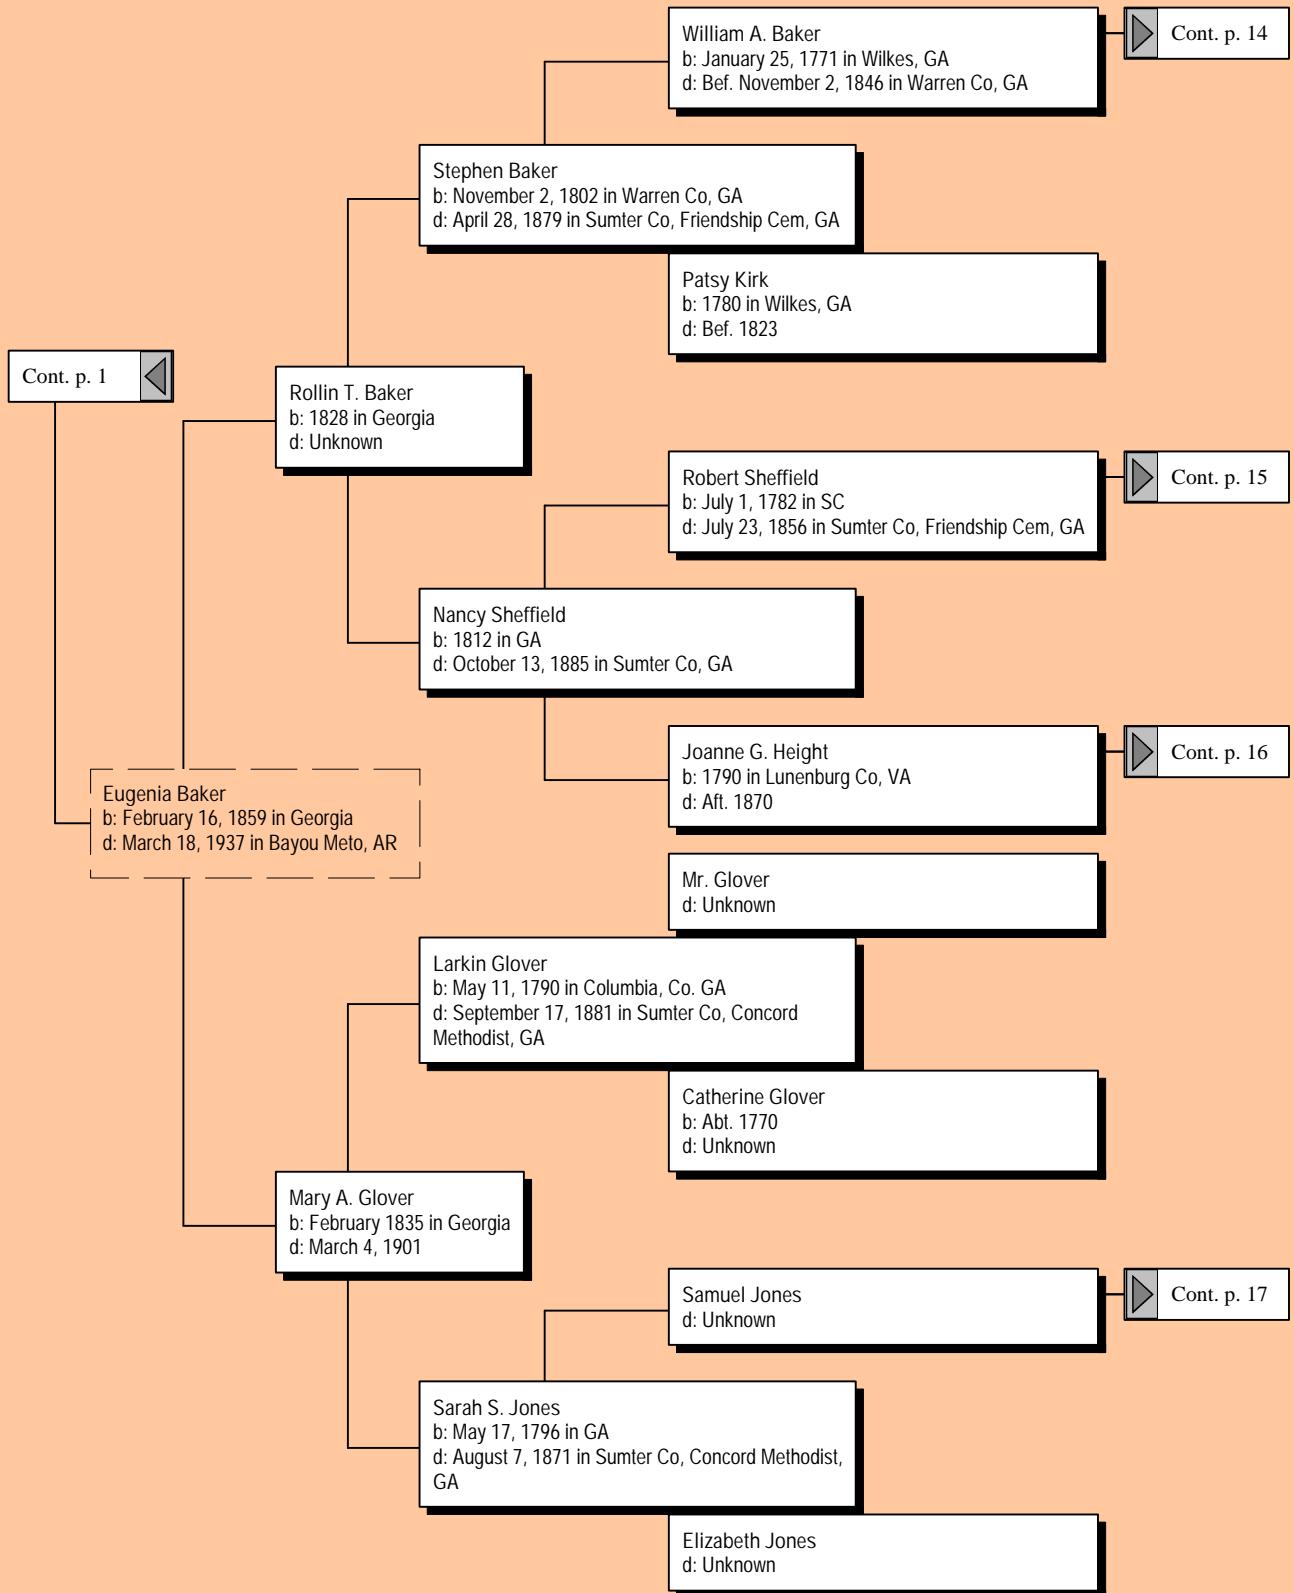 William A. Baker
b: January 25, 1771 in Wilkes, GA
d: Bef. November 2, 1846 in Warren Co, GA
Cont. p. 14
Stephen Baker
b: November 2, 1802 in Warren Co, GA
d: April 28, 1879 in Sumter Co, Friendship Cem, GA
Patsy Kirk
b: 1780 in Wilkes, GA
d: Bef. 1823
Cont. p. 1
Rollin T. Baker
b: 1828 in Georgia
d: Unknown
Robert Sheffield
b: July 1, 1782 in SC
d: July 23, 1856 in Sumter Co, Friendship Cem, GA
Cont. p. 15
Nancy Sheffield
b: 1812 in GA
d: October 13, 1885 in Sumter Co, GA
Joanne G. Height
b: 1790 in Lunenburg Co, VA
d: Aft. 1870
Cont. p. 16
Eugenia Baker
b: February 16, 1859 in Georgia
d: March 18, 1937 in Bayou Meto, AR
Mr. Glover
d: Unknown
Larkin Glover
b: May 11, 1790 in Columbia, Co. GA
d: September 17, 1881 in Sumter Co, Concord
Methodist, GA
Catherine Glover
b: Abt. 1770
d: Unknown
Mary A. Glover
b: February 1835 in Georgia
d: March 4, 1901
Samuel Jones
d: Unknown
Cont. p. 17
Sarah S. Jones
b: May 17, 1796 in GA
d: August 7, 1871 in Sumter Co, Concord Methodist,
GA
Elizabeth Jones
d: Unknown